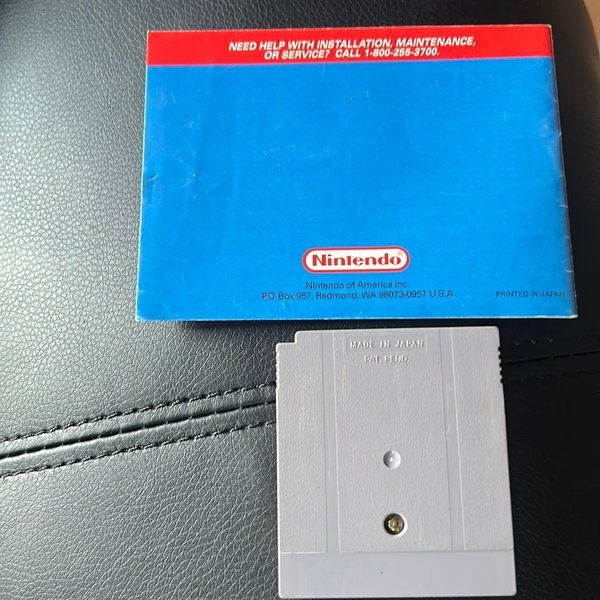 NEED HELP WITH INSTALLATION, MAINTENANCE,
OR SERVICE? CALL 1-800-255-3700.
Nintendo
Nintendo of America Inc.
P.O. Box 957, Redmond, WA 98073-0957 U.S.A.
PRINTED IN JAPAN
MADE IN JAPAN
PAT. PEND.